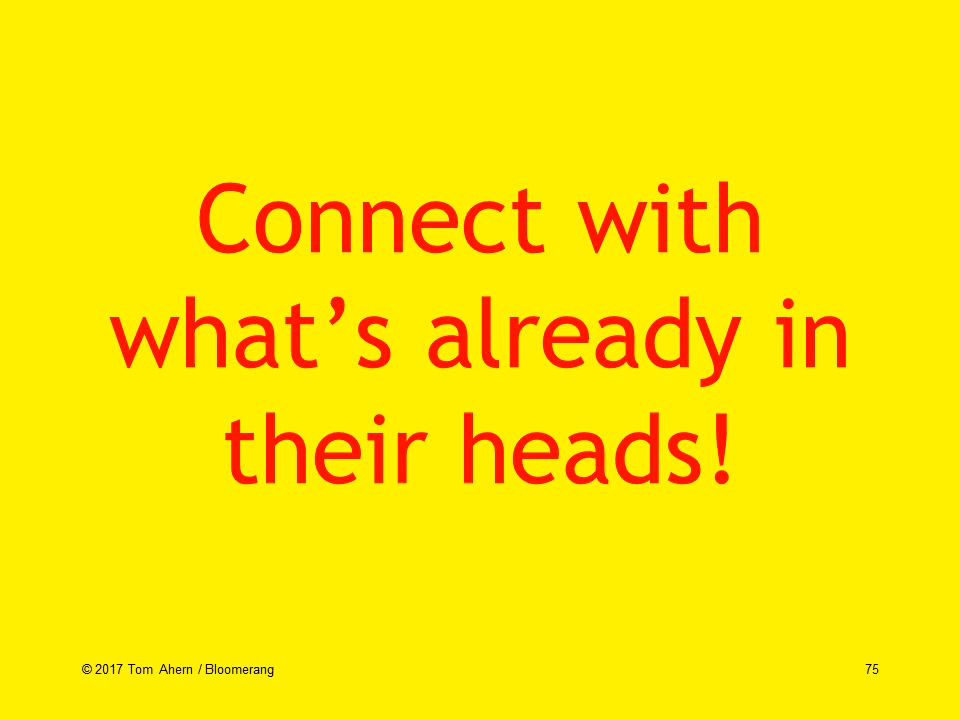 Connect with
what’s already in
their heads!
© 2017 Tom Ahern / Bloomerang
75